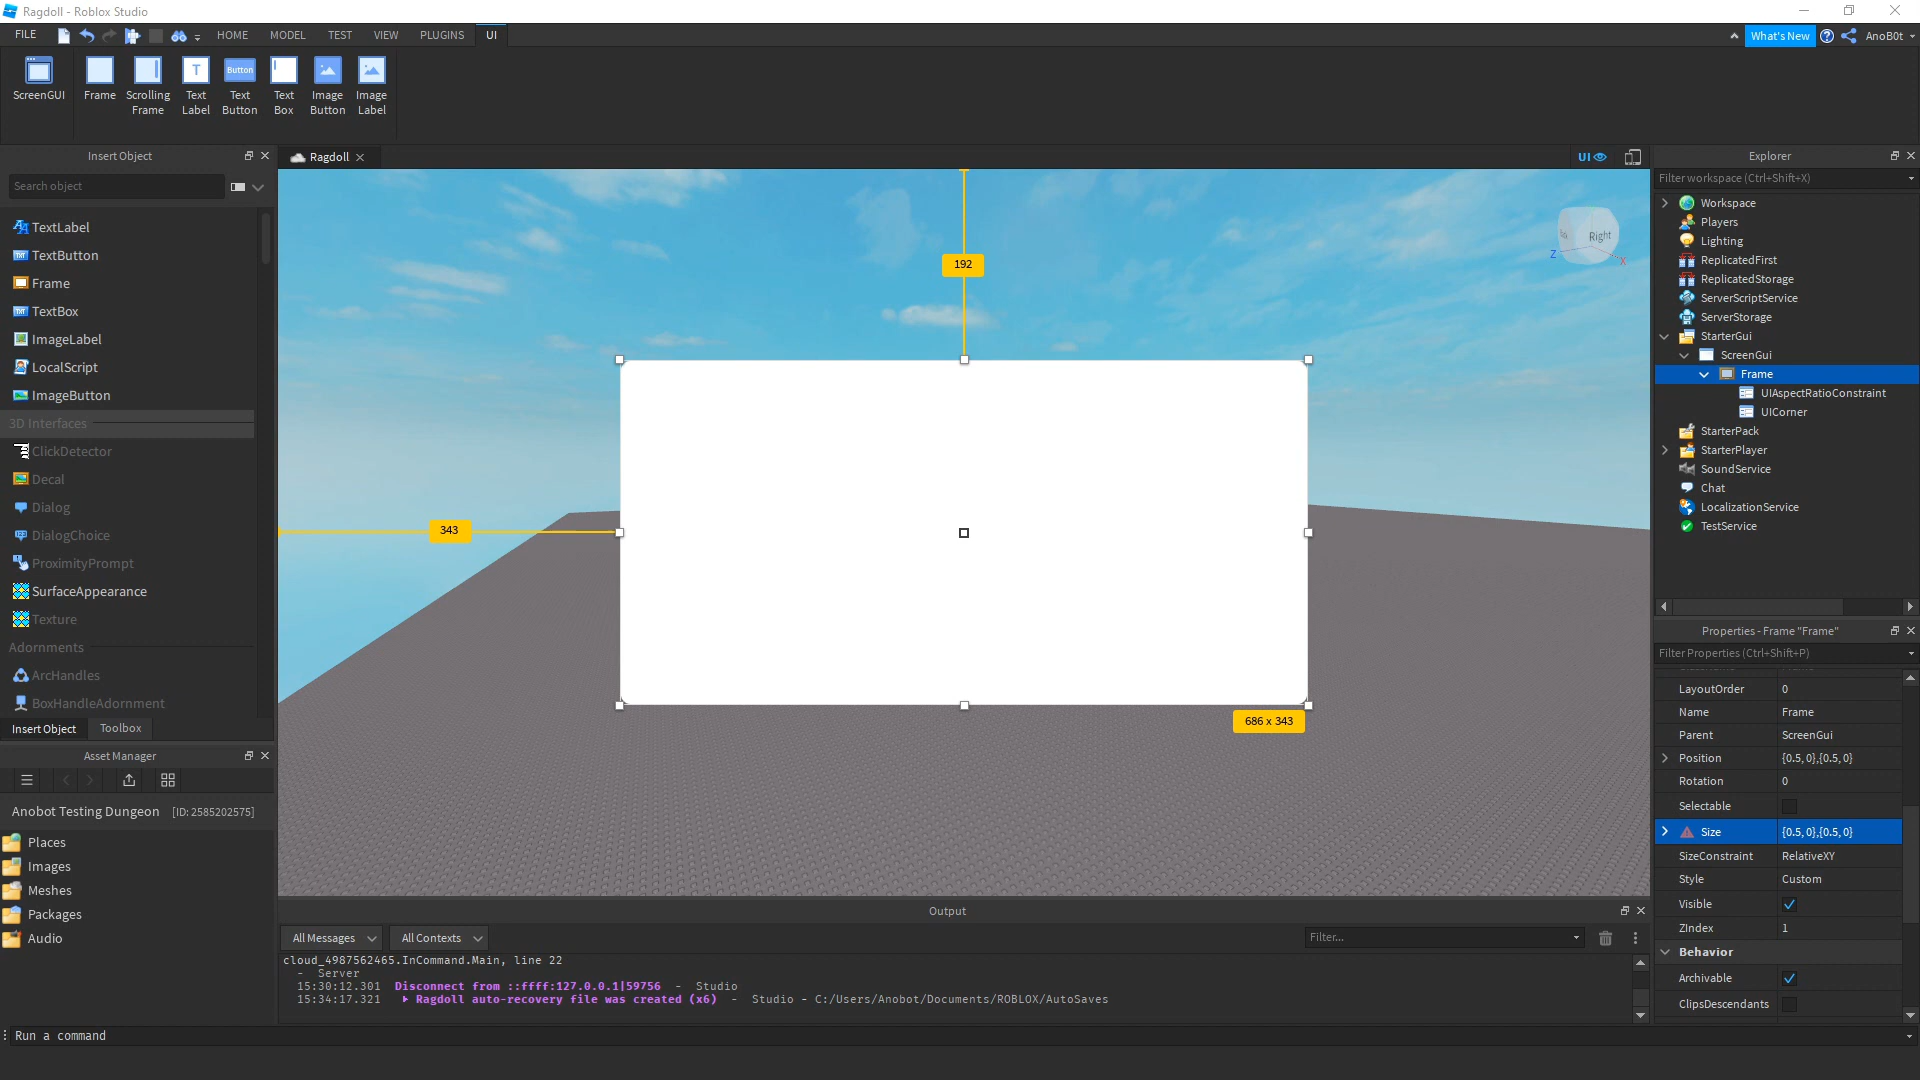 Ragdoll - Roblox Studio
FILE
HOME
MODEL
TEST
VIEW
PLUGINS
UI
What's New
AnoB0t
ScreenGUI
Frame
Scrolling
Frame
Text
Label
Button
Text
Button
Text
Box
Image
Button
Image
Label
Insert Object
Search object
TextLabel
TextButton
Frame
TextBox
ImageLabel
LocalScript
ImageButton
3D Interfaces
ClickDetector
Decal
Dialog
DialogChoice
ProximityPrompt
SurfaceAppearance
Texture
Adornments
ArcHandles
BoxHandleAdornment
Insert Object
Toolbox
Asset Manager
Anobot Testing Dungeon [ID: 2585202575]
Places
Images
Meshes
Packages
Audio
Ragdoll
UI
192
343
686 x 343
Right
Z
X
Output
All Messages
All Contexts
Filter...
cloud_4987562465.InCommand.Main, line 22
- Server
15:30:12.301 Disconnect from ::ffff:127.0.0.1|59756 - Studio
15:34:17.321 Ragdoll auto-recovery file was created (x6) - Studio - C:/Users/Anobot/Documents/ROBLOX/AutoSaves
Run a command
Explorer
Filter workspace (Ctrl+Shift+X)
Workspace
Players
Lighting
ReplicatedFirst
ReplicatedStorage
ServerScriptService
ServerStorage
StarterGui
ScreenGui
Frame
UIAspectRatioConstraint
UICorner
StarterPack
StarterPlayer
SoundService
Chat
LocalizationService
TestService
Properties - Frame "Frame"
Filter Properties (Ctrl+Shift+P)
LayoutOrder 0
Name Frame
Parent ScreenGui
Position {0.5, 0},{0.5, 0}
Rotation 0
Selectable
Size {0.5, 0},{0.5, 0}
SizeConstraint RelativeXY
Style Custom
Visible
ZIndex 1
Behavior
Archivable
ClipsDescendants